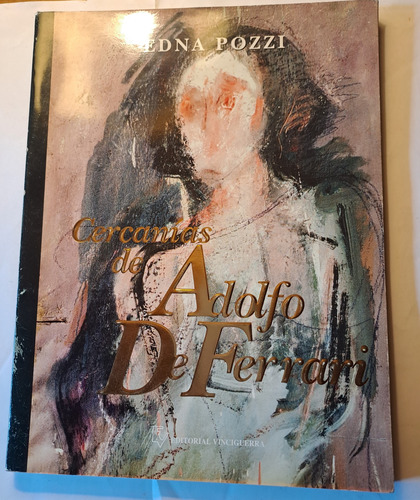 EDNA POZZI
Cercanías
de Adolfo
De Ferrari
EDITORIAL VINCIGUERRA